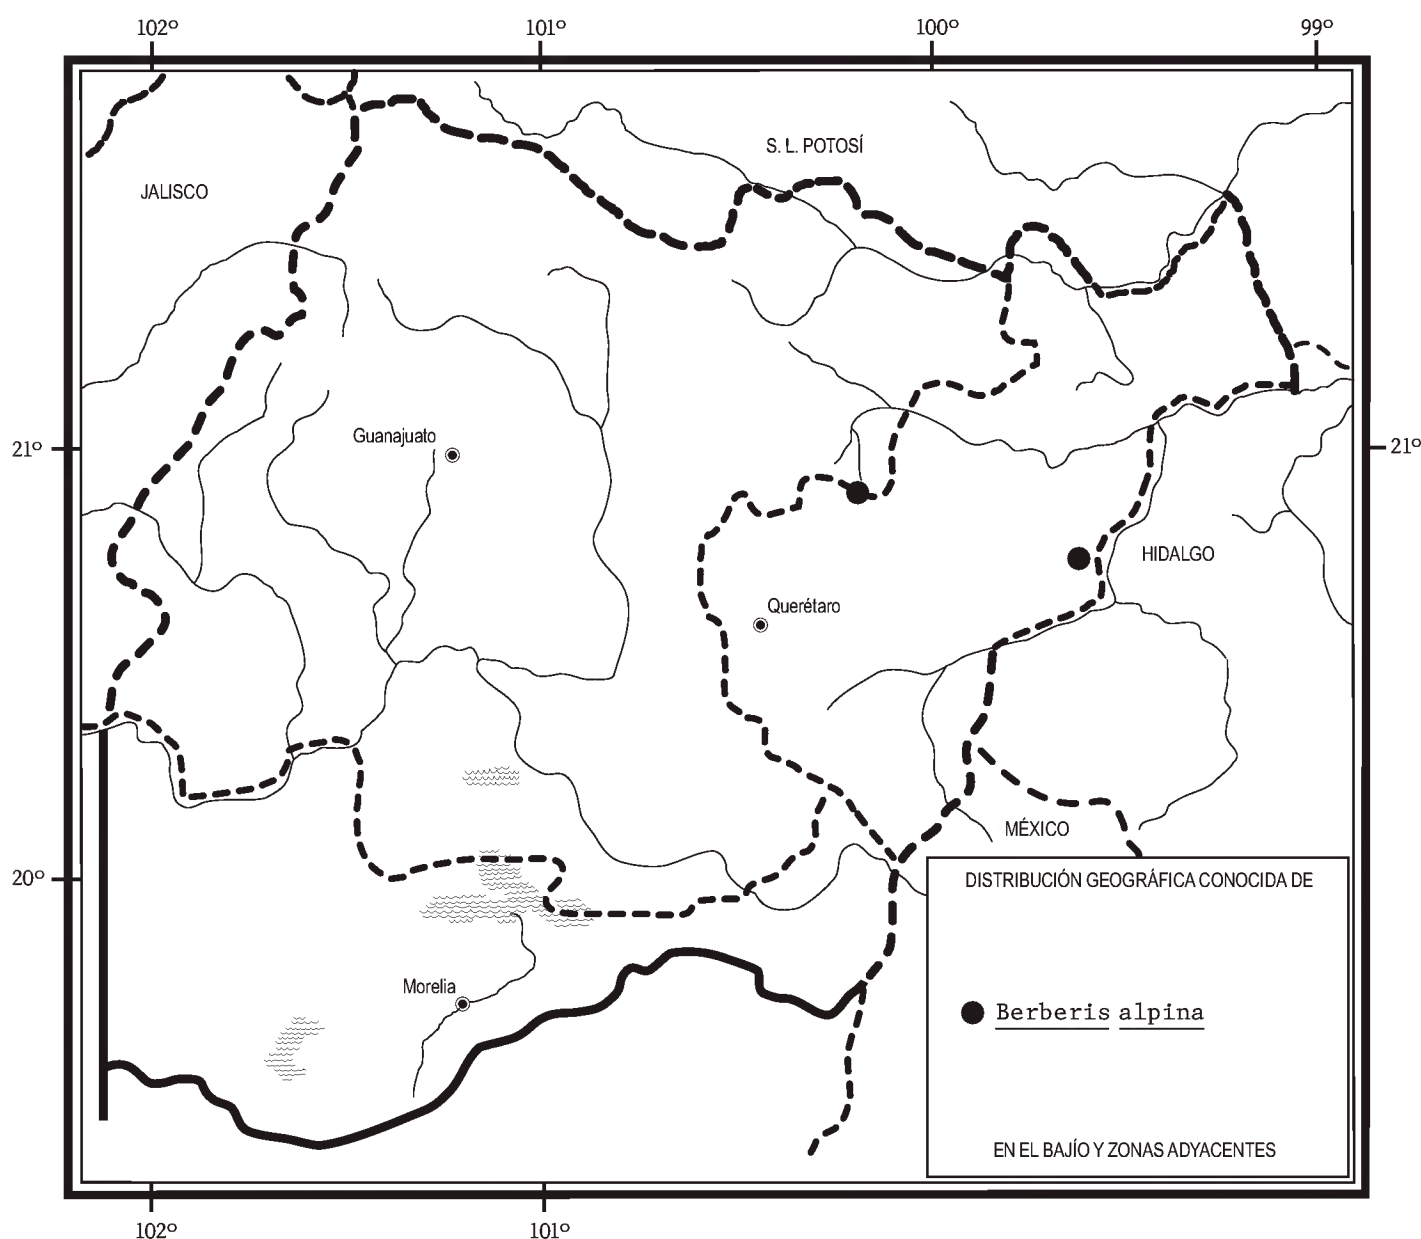 102º 101º 100º 99º
S. L. POTOSÍ
JALISCO
Guanajuato
21º 21º
HIDALGO
Querétaro
MÉXICO
20º
DISTRIBUCIÓN GEOGRÁFICA CONOCIDA DE
Morelia
Berberis alpina
EN EL BAJÍO Y ZONAS ADYACENTES
102º 101º